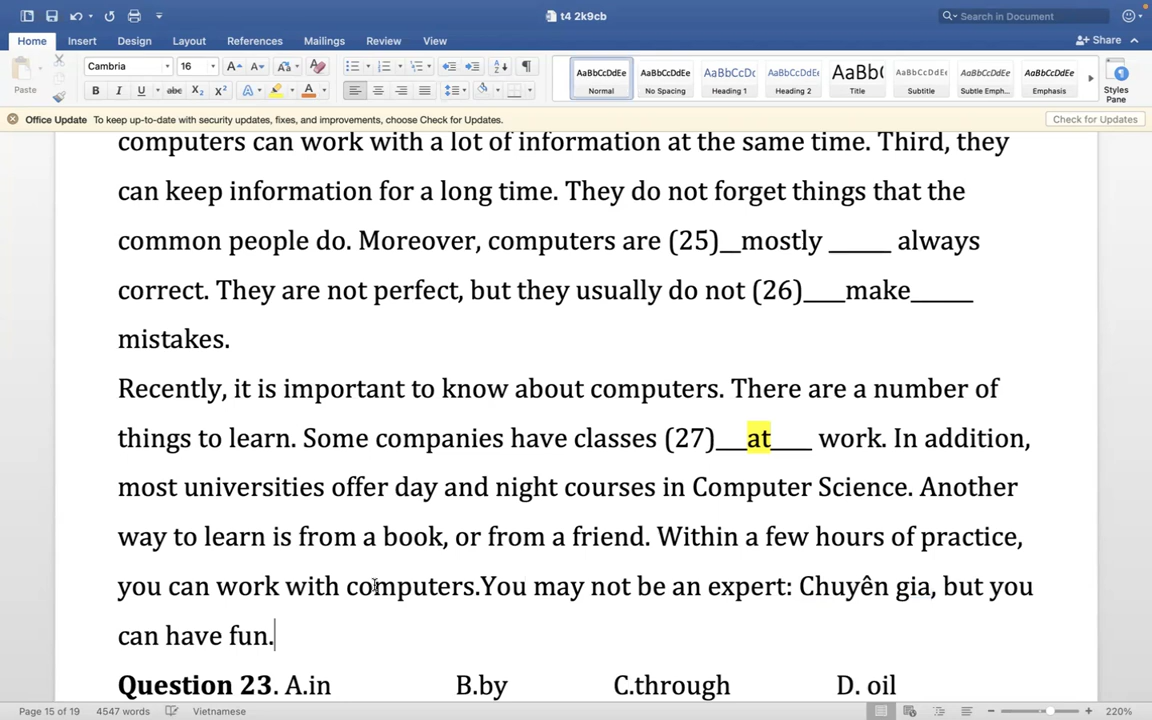 t4 2k9cb
Search in Document
Home Insert Design Layout References Mailings Review View
Share
Paste
Cambria 16
AaBbCcDdEe AaBbCcDdEe AaBbCcDc AaBbCcDdEe AaBb( AaBbCcDdEe AaBbCcDdEe AaBbCcDdEe
Normal No Spacing Heading 1 Heading 2 Title Subtitle Subtle Emph... Emphasis
Styles Pane
Office Update To keep up-to-date with security updates, fixes, and improvements, choose Check for Updates.
Check for Updates
computers can work with a lot of information at the same time. Third, they
can keep information for a long time. They do not forget things that the
common people do. Moreover, computers are (25)__mostly ______ always
correct. They are not perfect, but they usually do not (26)____make______
mistakes.
Recently, it is important to know about computers. There are a number of
things to learn. Some companies have classes (27)___at____ work. In addition,
most universities offer day and night courses in Computer Science. Another
way to learn is from a book, or from a friend. Within a few hours of practice,
you can work with computers.You may not be an expert: Chuyên gia, but you
can have fun.
Question 23. A.in B.by C.through D. oil
Page 15 of 19 4547 words Vietnamese 220%